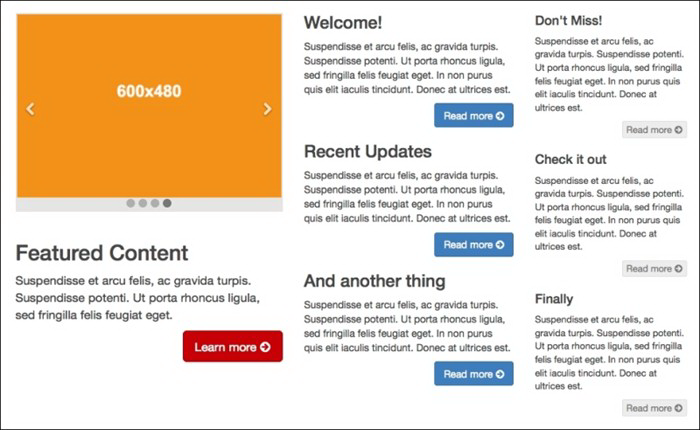 600x480
Featured Content
Suspendisse et arcu felis, ac gravida turpis.
Suspendisse potenti. Ut porta rhoncus ligula,
sed fringilla felis feugiat eget.
Learn more
Welcome!
Suspendisse et arcu felis, ac gravida turpis.
Suspendisse potenti. Ut porta rhoncus ligula,
sed fringilla felis feugiat eget. In non purus
quis elit iaculis tincidunt. Donec at ultrices est.
Read more
Recent Updates
Suspendisse et arcu felis, ac gravida turpis.
Suspendisse potenti. Ut porta rhoncus ligula,
sed fringilla felis feugiat eget. In non purus
quis elit iaculis tincidunt. Donec at ultrices est.
Read more
And another thing
Suspendisse et arcu felis, ac gravida turpis.
Suspendisse potenti. Ut porta rhoncus ligula,
sed fringilla felis feugiat eget. In non purus
quis elit iaculis tincidunt. Donec at ultrices est.
Read more
Don't Miss!
Suspendisse et arcu felis, ac
gravida turpis. Suspendisse potenti.
Ut porta rhoncus ligula, sed fringilla
felis feugiat eget. In non purus quis
elit iaculis tincidunt. Donec at
ultrices est.
Read more
Check it out
Suspendisse et arcu felis, ac
gravida turpis. Suspendisse potenti.
Ut porta rhoncus ligula, sed fringilla
felis feugiat eget. In non purus quis
elit iaculis tincidunt. Donec at
ultrices est.
Read more
Finally
Suspendisse et arcu felis, ac
gravida turpis. Suspendisse potenti.
Ut porta rhoncus ligula, sed fringilla
felis feugiat eget. In non purus quis
elit iaculis tincidunt. Donec at
ultrices est.
Read more